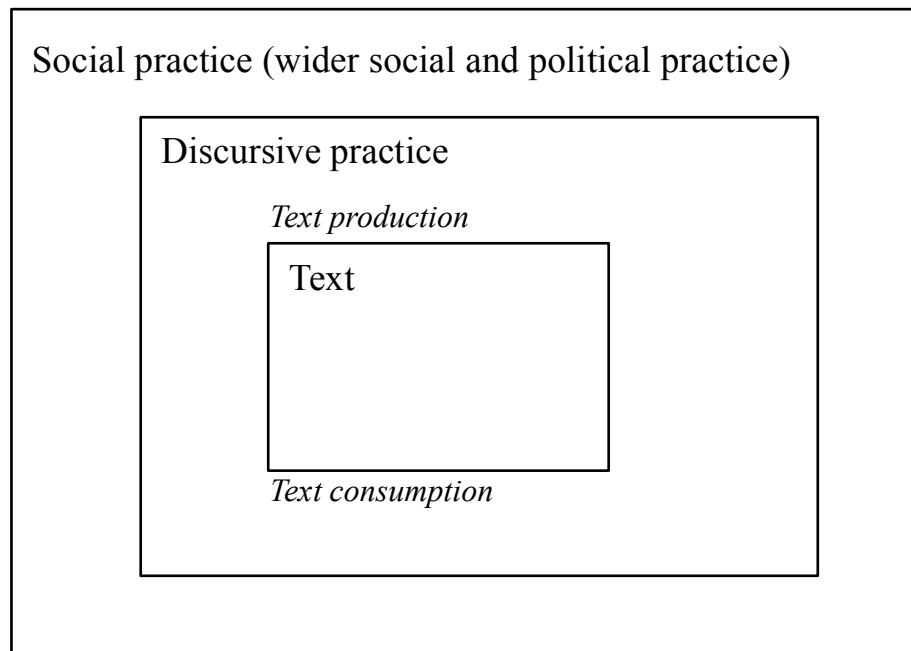 Social practice (wider social and political practice)
Discursive practice
Text production
Text
Text consumption